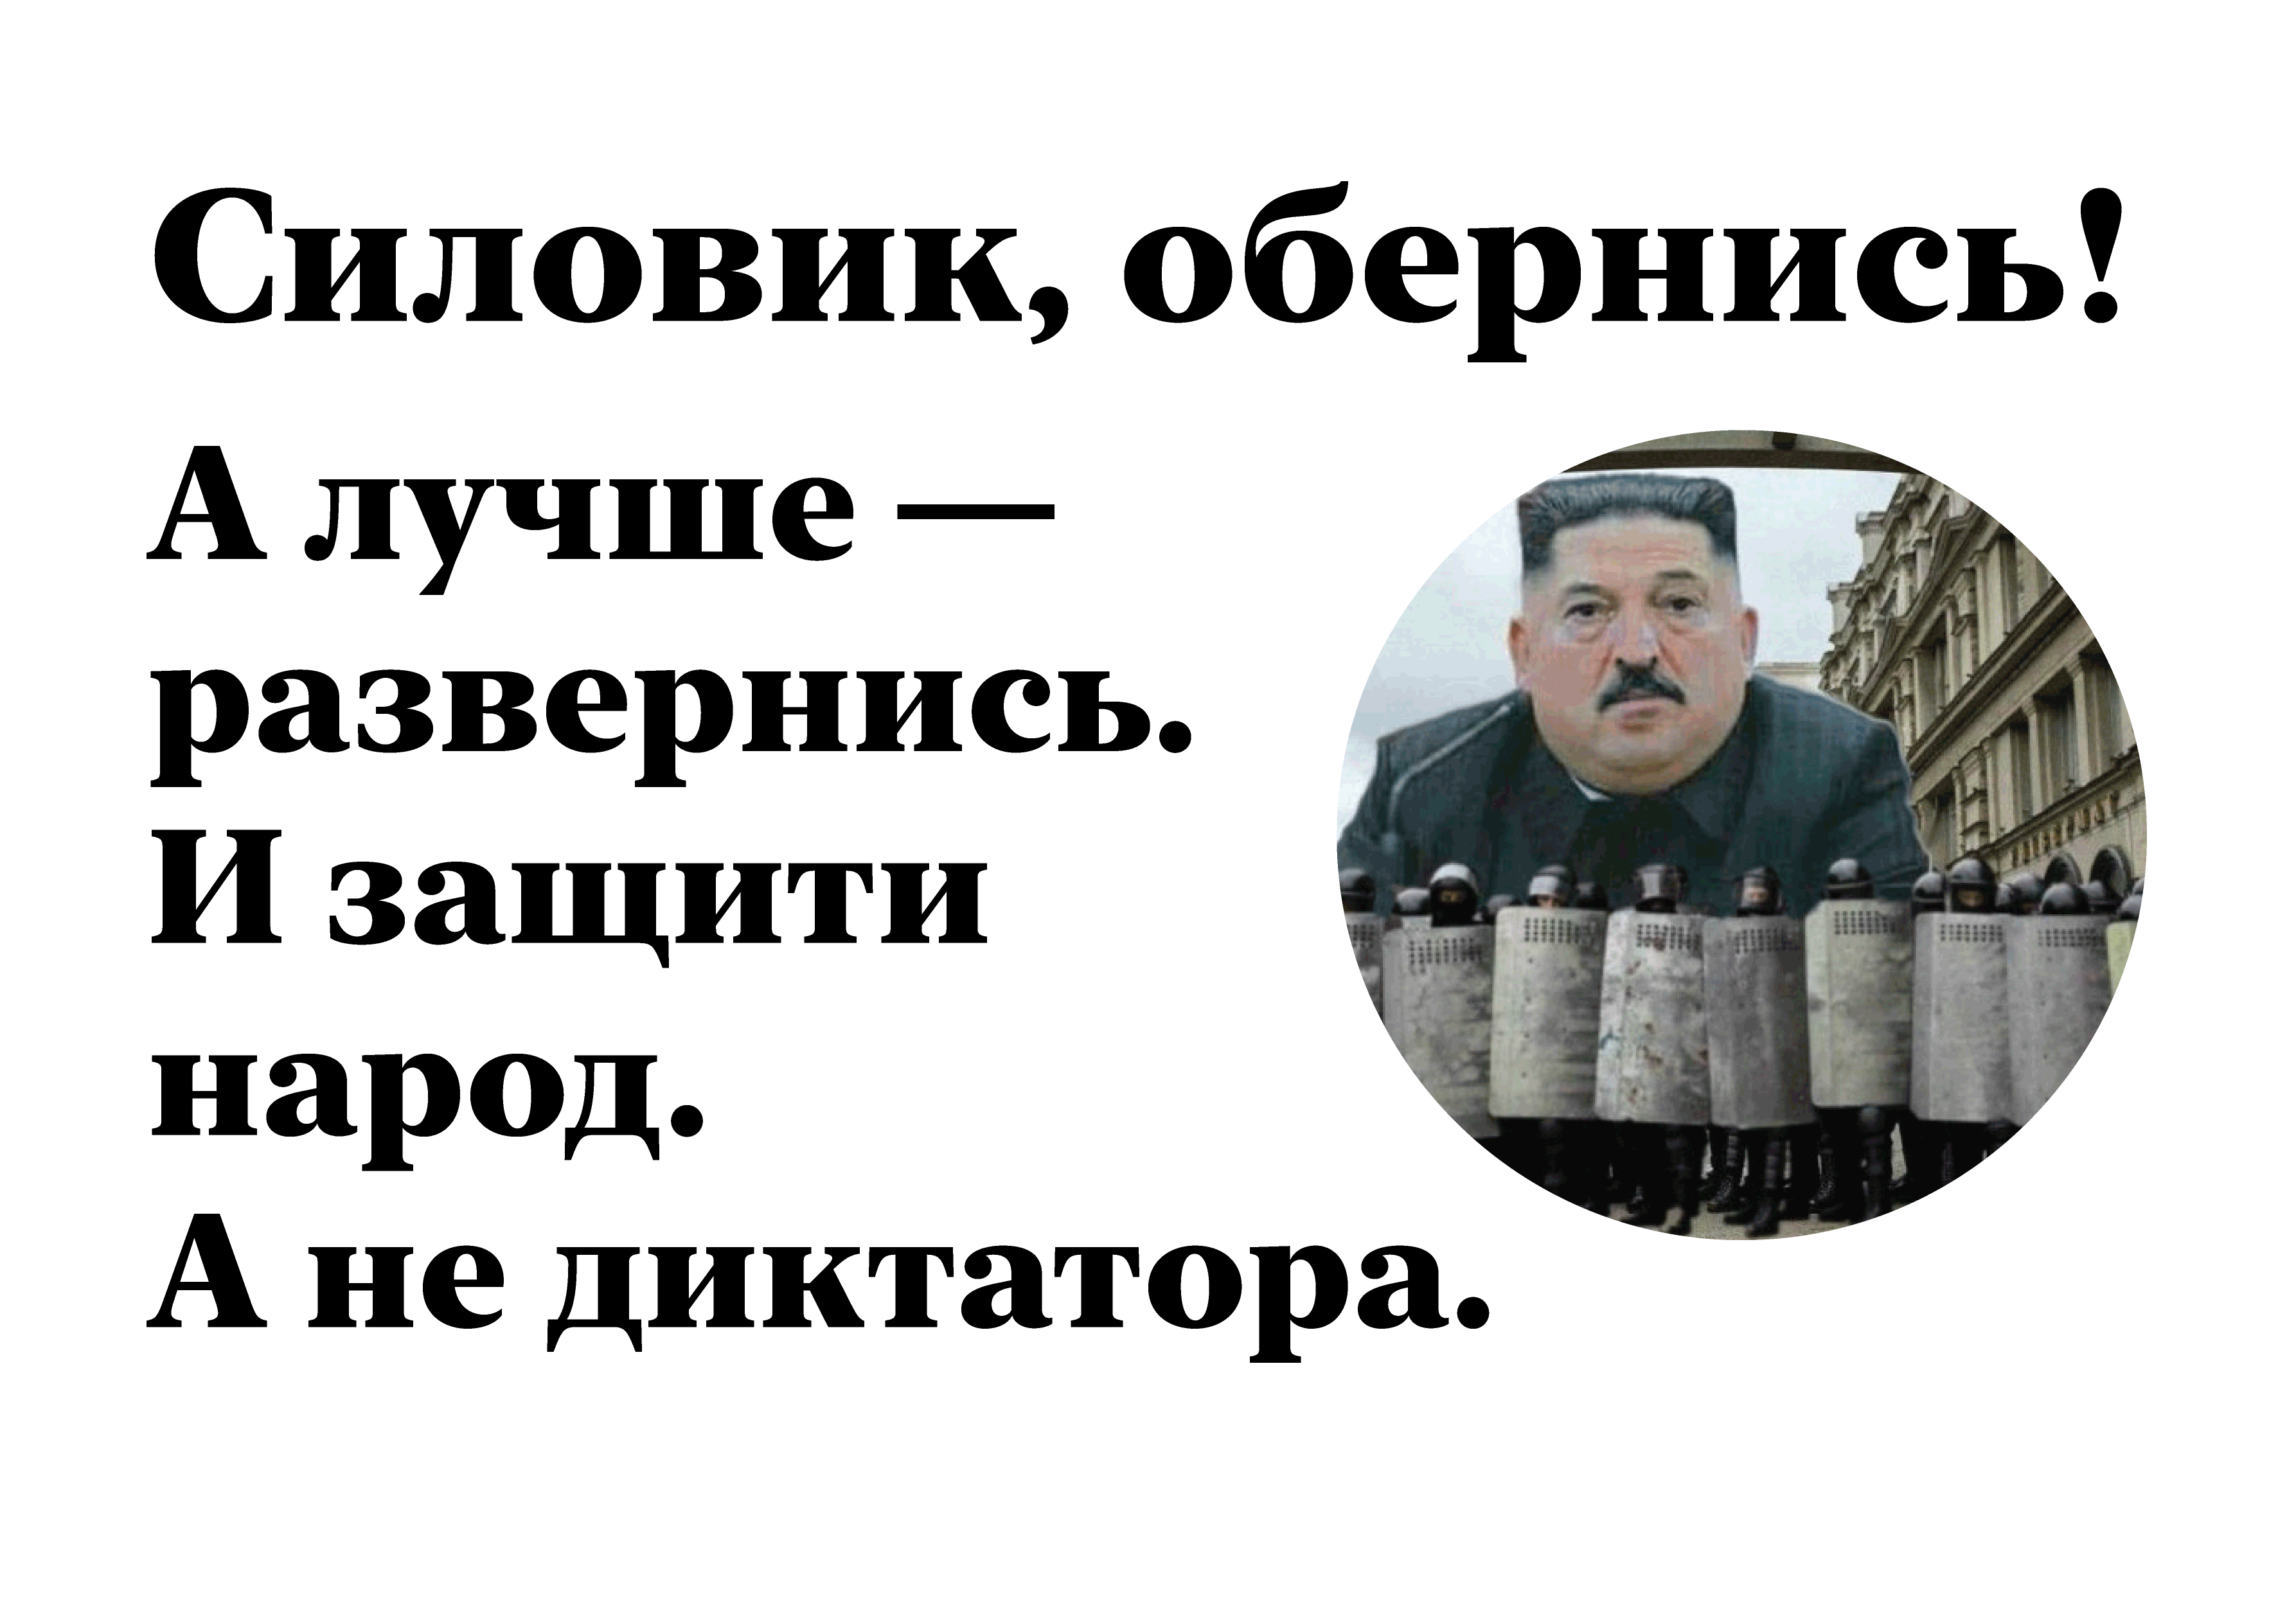 Силовик, обернись!
А лучше —
развернись.
И защити
народ.
А не диктатора.